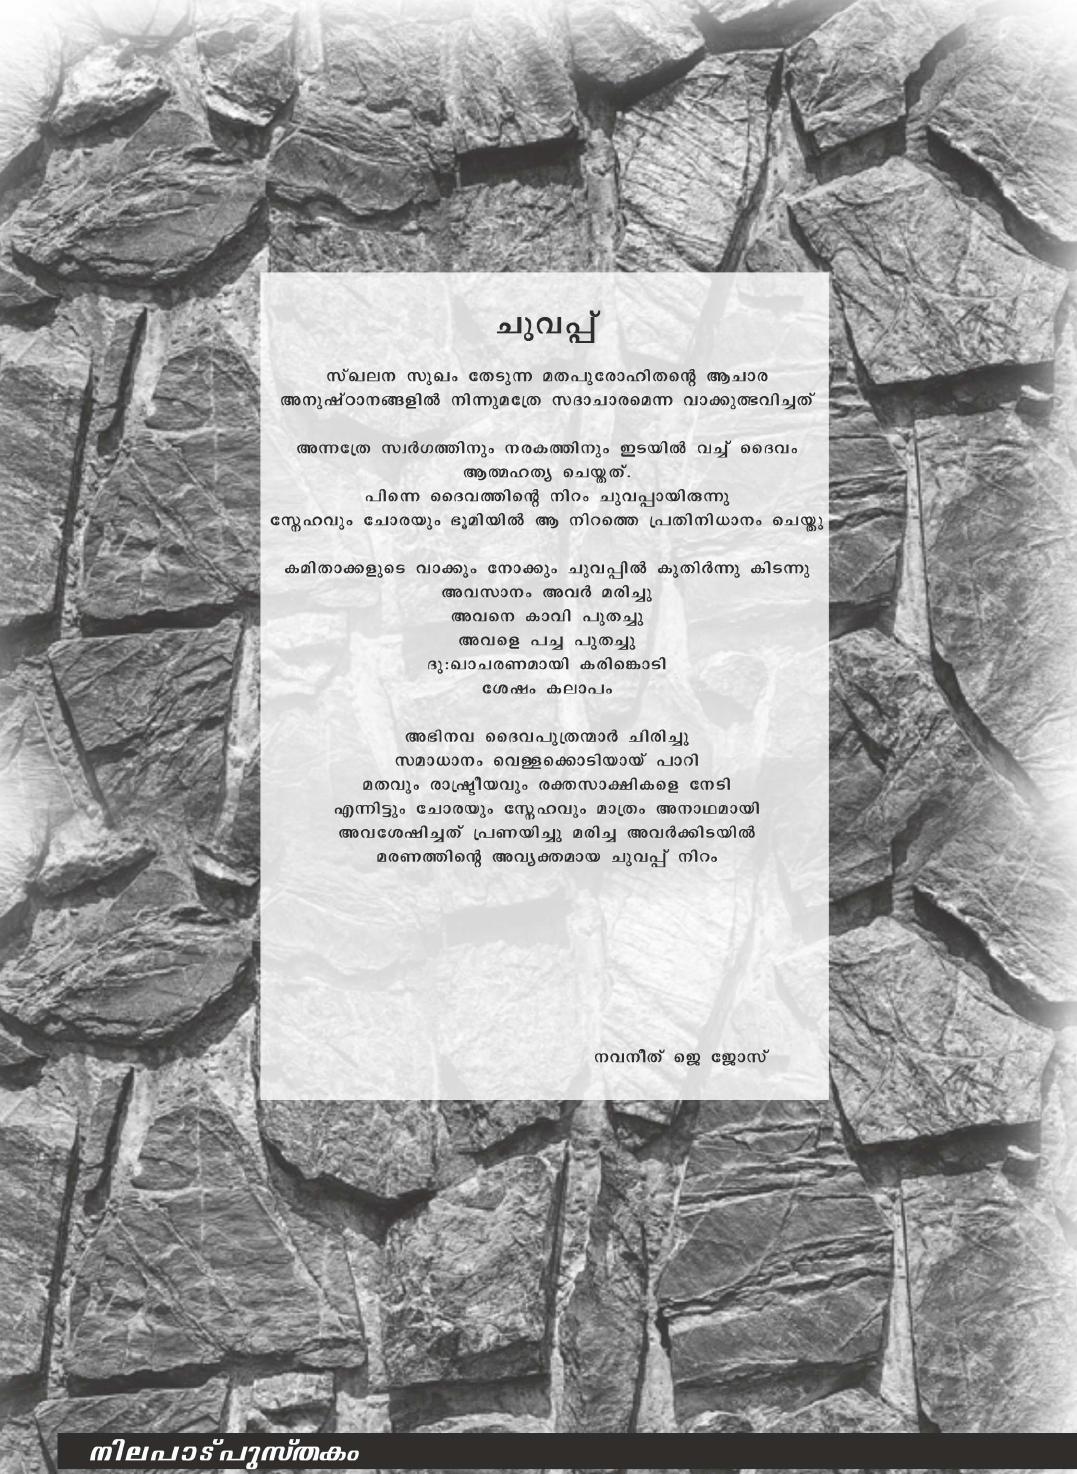 ചുവപ്പ്
സ്ഖലന സുഖം തേടുന്ന മതപുരോഹിതന്റെ ആചാര
അനുഷ്ഠാനങ്ങളിൽ നിന്നുമത്രേ സദാചാരമെന്ന വാക്കുത്ഭവിച്ചത്
അന്നത്രേ സ്വർഗത്തിനും നരകത്തിനും ഇടയിൽ വച്ച് ദൈവം
ആത്മഹത്യ ചെയ്തത്.
പിന്നെ ദൈവത്തിന്റെ നിറം ചുവപ്പായിരുന്നു
സ്നേഹവും ചോരയും ഭൂമിയിൽ ആ നിറത്തെ പ്രതിനിധാനം ചെയ്തു
കമിതാക്കളുടെ വാക്കും നോക്കും ചുവപ്പിൽ കുതിർന്നു കിടന്നു
അവസാനം അവർ മരിച്ചു
അവനെ കാവി പുതച്ചു
അവളെ പച്ച പുതച്ചു
ദു:ഖാചരണമായി കരിങ്കൊടി
ശേഷം കലാപം
അഭിനവ ദൈവപുത്രന്മാർ ചിരിച്ചു
സമാധാനം വെള്ളക്കൊടിയായ് പാറി
മതവും രാഷ്ട്രീയവും രക്തസാക്ഷികളെ നേടി
എന്നിട്ടും ചോരയും സ്നേഹവും മാത്രം അനാഥമായി
അവശേഷിച്ചത് പ്രണയിച്ചു മരിച്ച അവർക്കിടയിൽ
മരണത്തിന്റെ അവ്യക്തമായ ചുവപ്പ് നിറം
നവനീത് ജെ ജോസ്
നിലപാട് പുസ്തകം